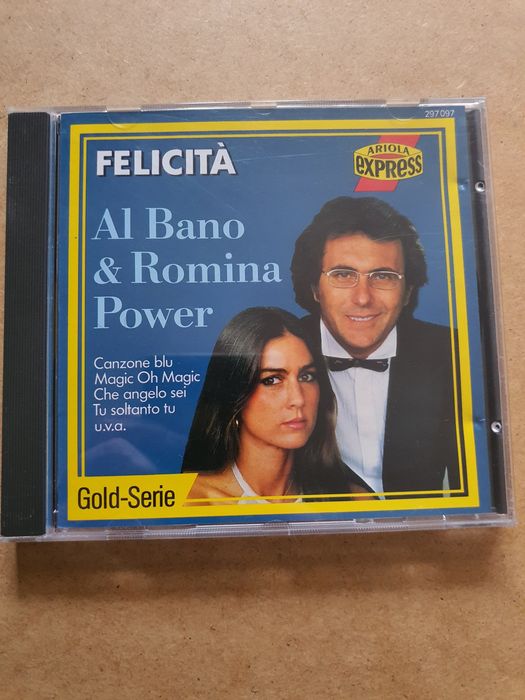 297 097
FELICITÀ
ARIOLA
EXPRESS
Al Bano
& Romina
Power
Canzone blu
Magic Oh Magic
Che angelo sei
Tu soltanto tu
u.v.a.
Gold-Serie